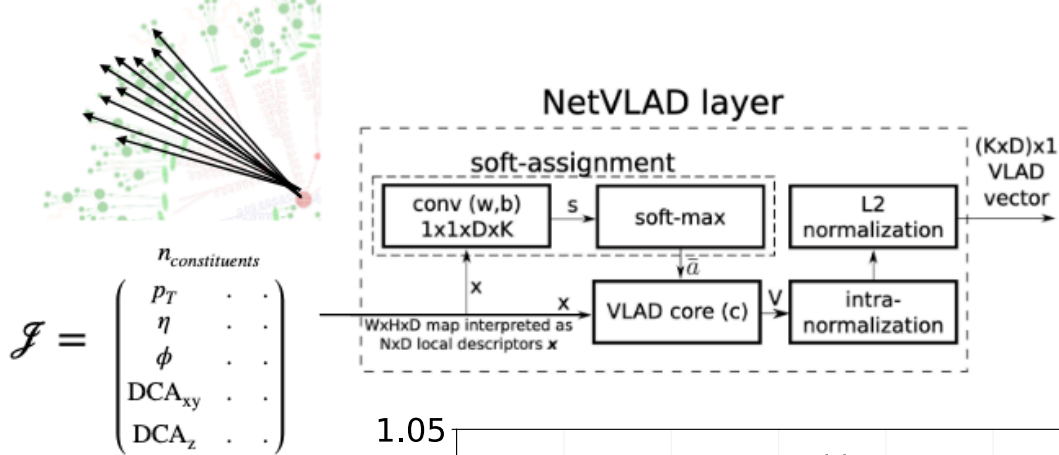 NetVLAD layer
soft-assignment
conv (w,b)
1x1xDxK
s
soft-max
L2
normalization
(KxD)x1
VLAD
vector
x
x
ā
VLAD core (c)
V
intra-
normalization
WxHxD map interpreted as
NxD local descriptors x
n_constituents
𝒥 =
p_T . .
η . .
ϕ . .
DCA_xy . .
DCA_z . .
1.05